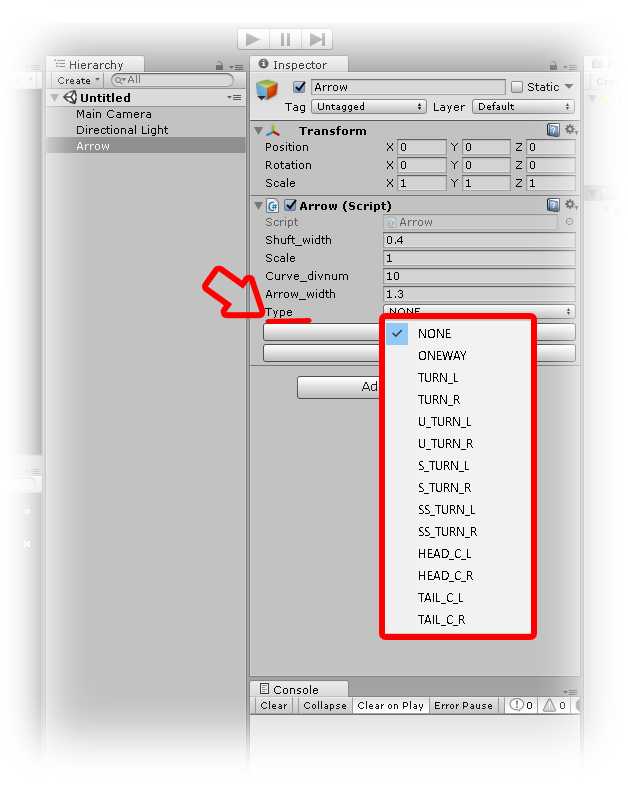 Hierarchy
Create
All
Untitled
Main Camera
Directional Light
Arrow
Inspector
Arrow
Static
Tag Untagged Layer Default
Transform
Position X 0 Y 0 Z 0
Rotation X 0 Y 0 Z 0
Scale X 1 Y 1 Z 1
Arrow (Script)
Script Arrow
Shuft_width 0.4
Scale 1
Curve_divnum 10
Arrow_width 1.3
Type NONE
NONE
ONEWAY
TURN_L
TURN_R
U_TURN_L
U_TURN_R
S_TURN_L
S_TURN_R
SS_TURN_L
SS_TURN_R
HEAD_C_L
HEAD_C_R
TAIL_C_L
TAIL_C_R
Console
Clear Collapse Clear on Play Error Pause 0 0